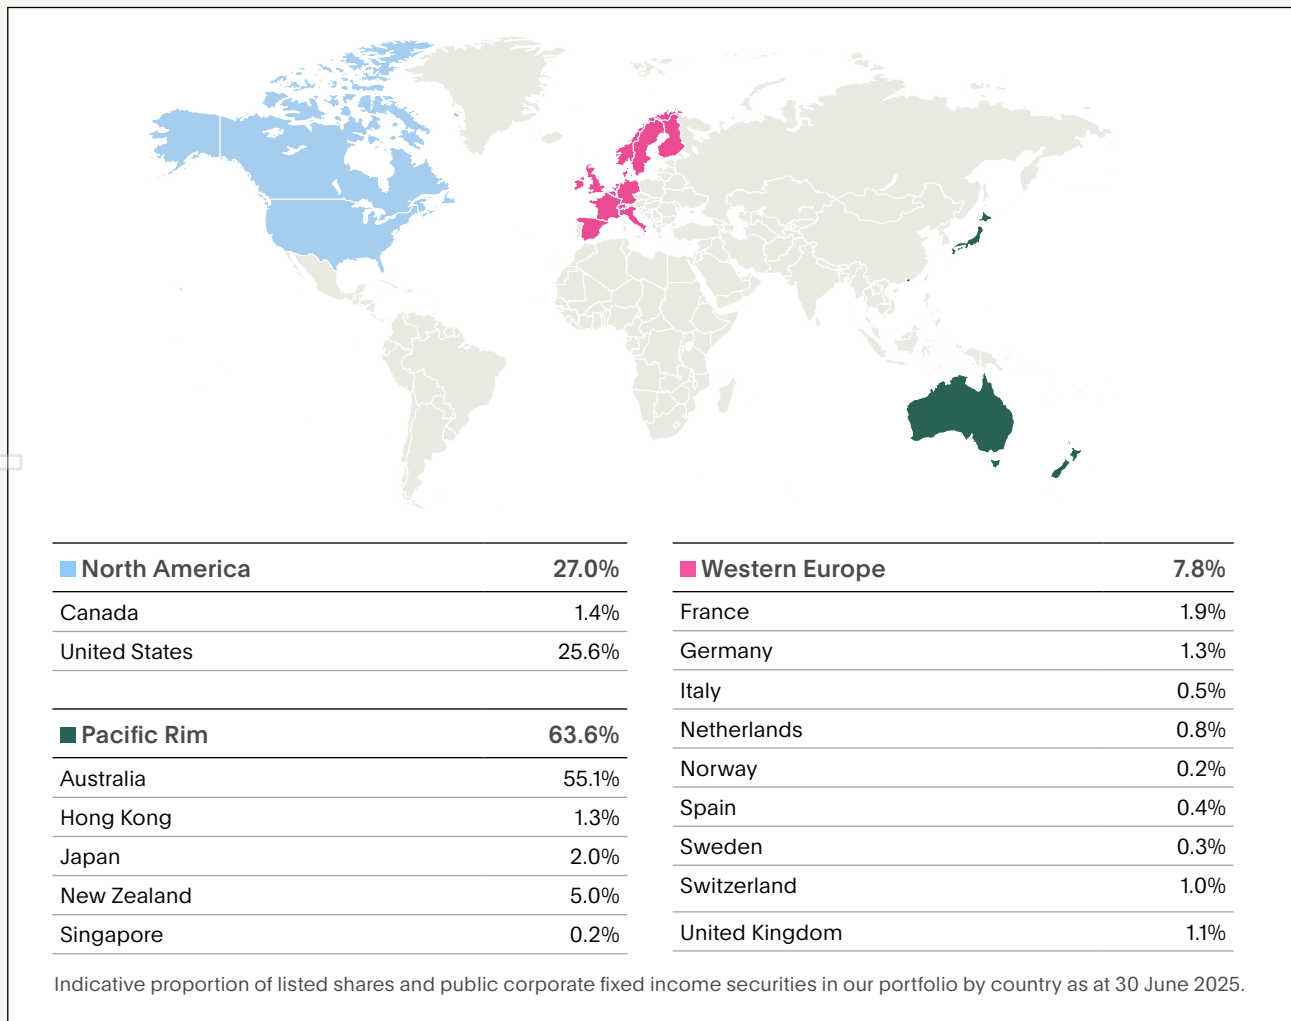 North America 27.0%
Canada 1.4%
United States 25.6%
Pacific Rim 63.6%
Australia 55.1%
Hong Kong 1.3%
Japan 2.0%
New Zealand 5.0%
Singapore 0.2%
Western Europe 7.8%
France 1.9%
Germany 1.3%
Italy 0.5%
Netherlands 0.8%
Norway 0.2%
Spain 0.4%
Sweden 0.3%
Switzerland 1.0%
United Kingdom 1.1%
Indicative proportion of listed shares and public corporate fixed income securities in our portfolio by country as at 30 June 2025.